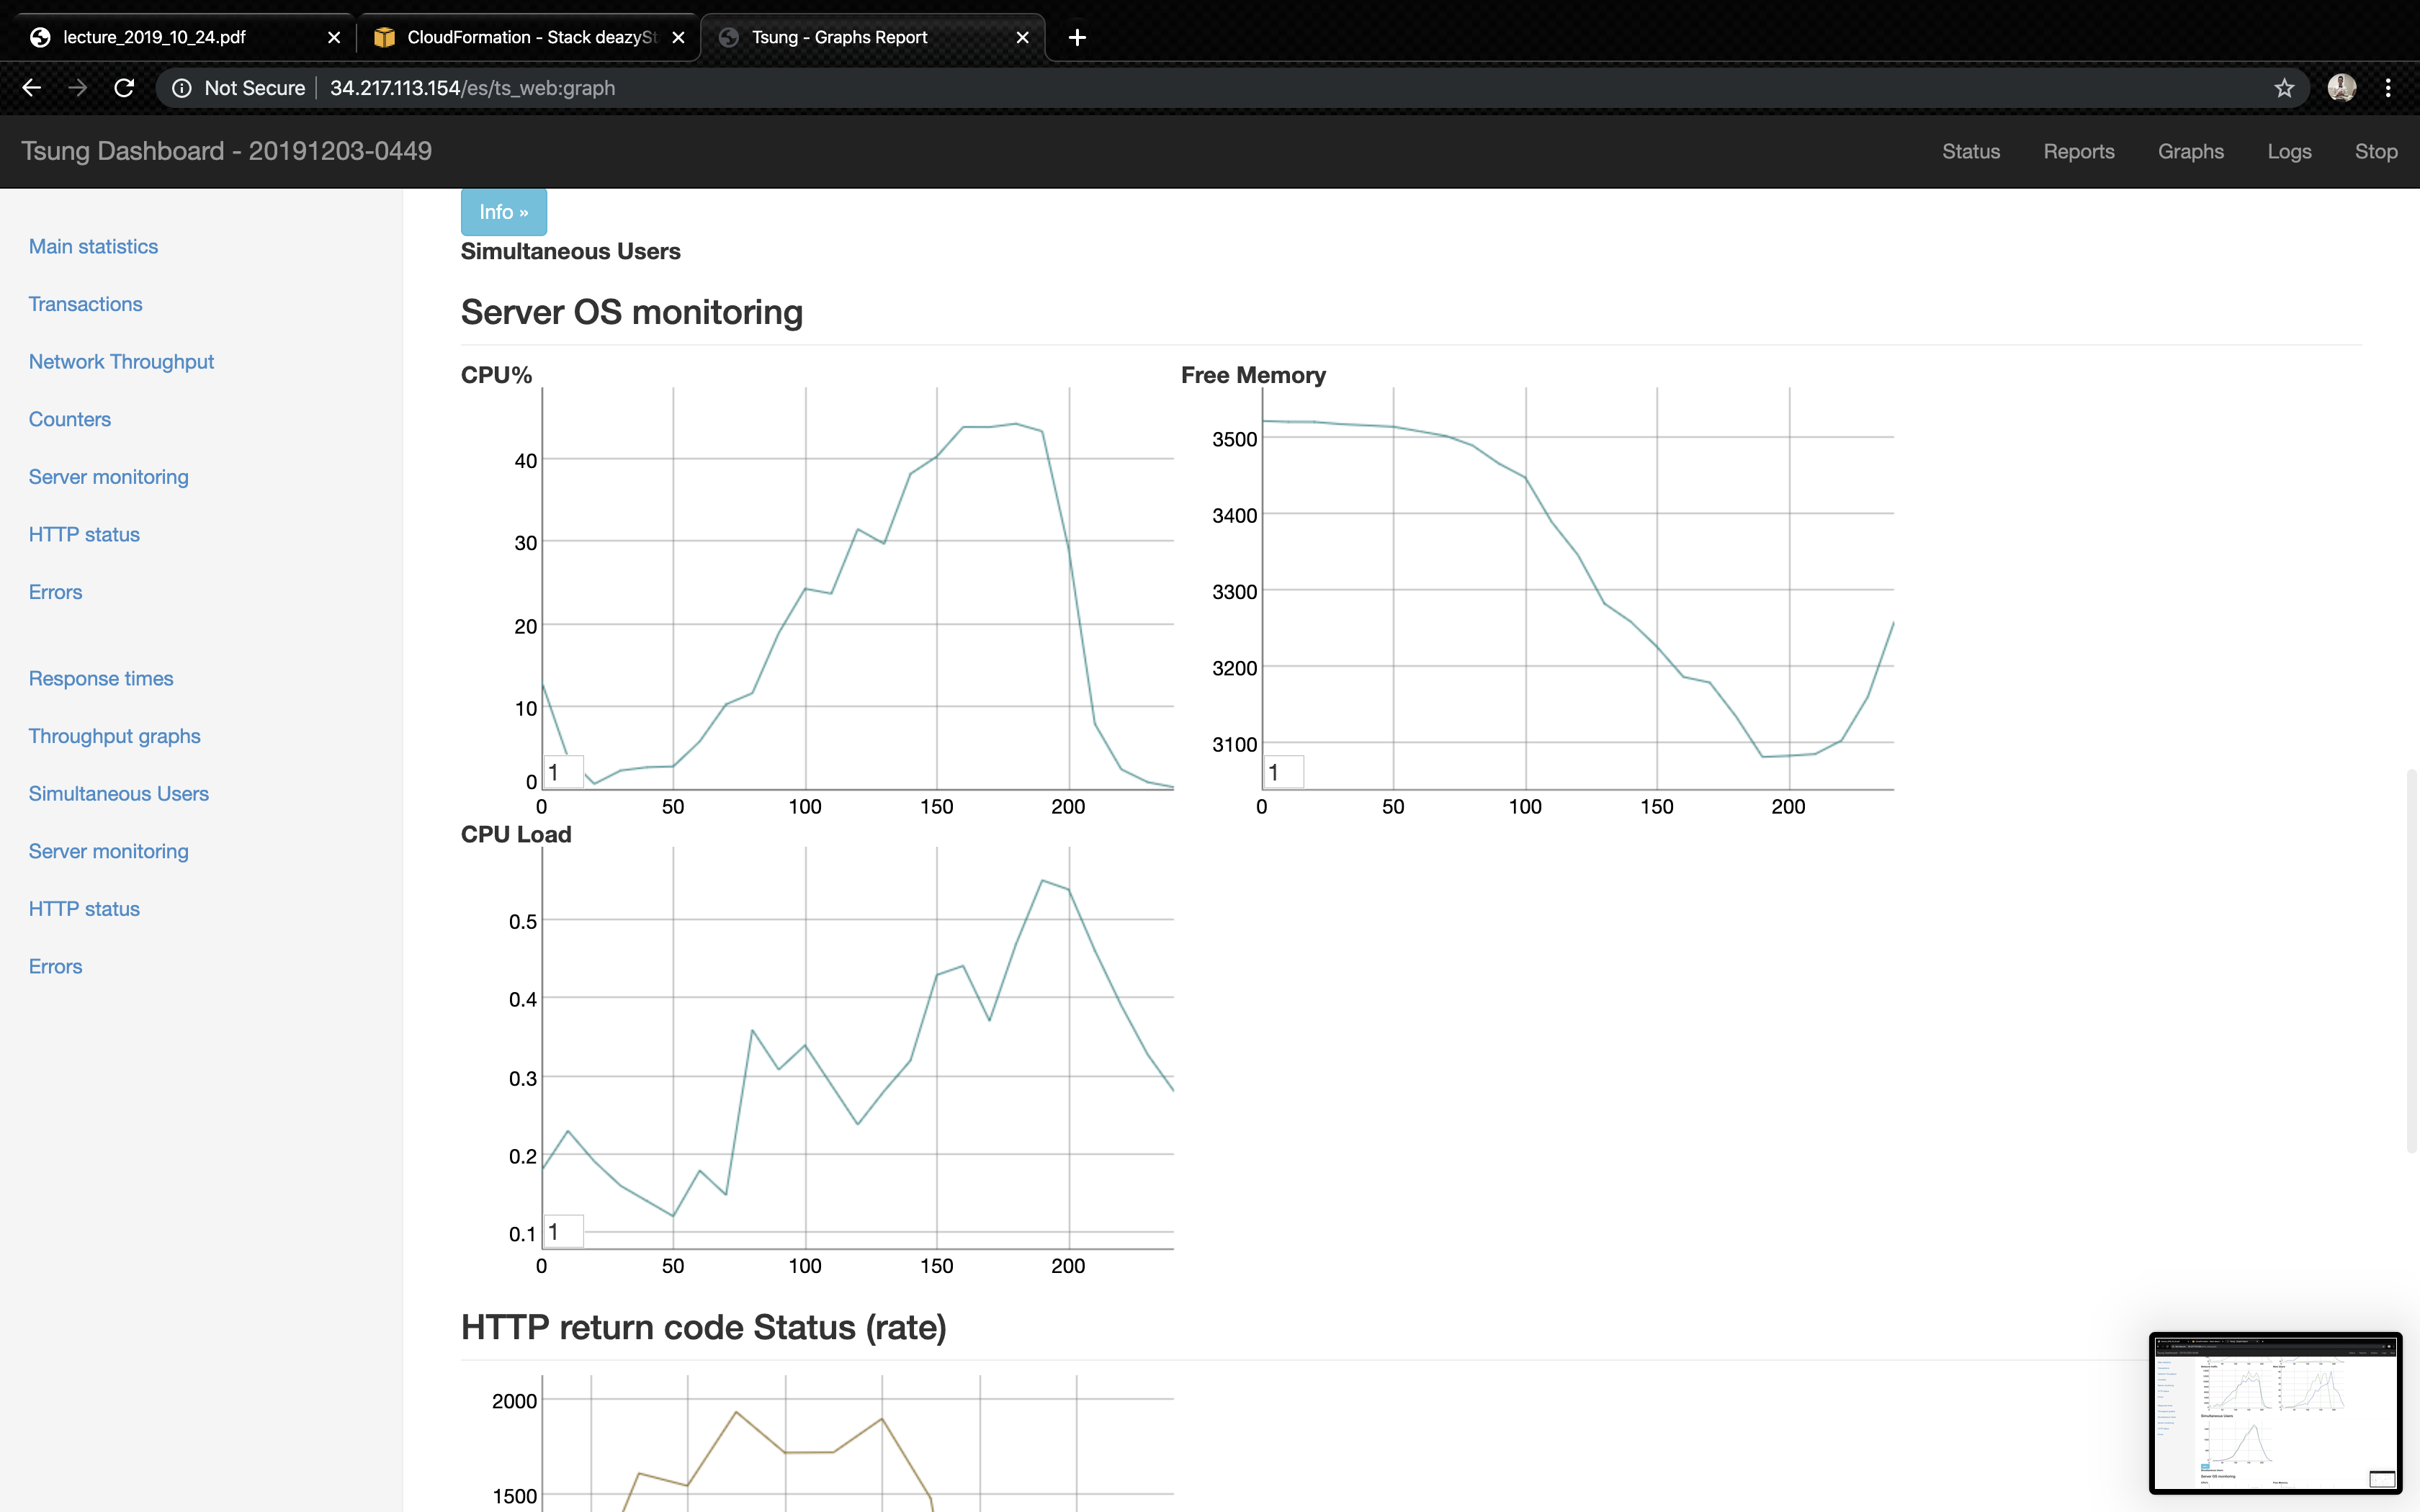 lecture_2019_10_24.pdf
CloudFormation - Stack deazySt
Tsung - Graphs Report
Not Secure
34.217.113.154/es/ts_web:graph
Tsung Dashboard - 20191203-0449
Status
Reports
Graphs
Logs
Stop
Main statistics
Transactions
Network Throughput
Counters
Server monitoring
HTTP status
Errors
Response times
Throughput graphs
Simultaneous Users
Server monitoring
HTTP status
Errors
Info »
Simultaneous Users
Server OS monitoring
CPU%
40
30
20
10
0
1
0 50 100 150 200
Free Memory
3500
3400
3300
3200
3100
1
0 50 100 150 200
CPU Load
0.5
0.4
0.3
0.2
0.1
1
0 50 100 150 200
HTTP return code Status (rate)
2000
1500